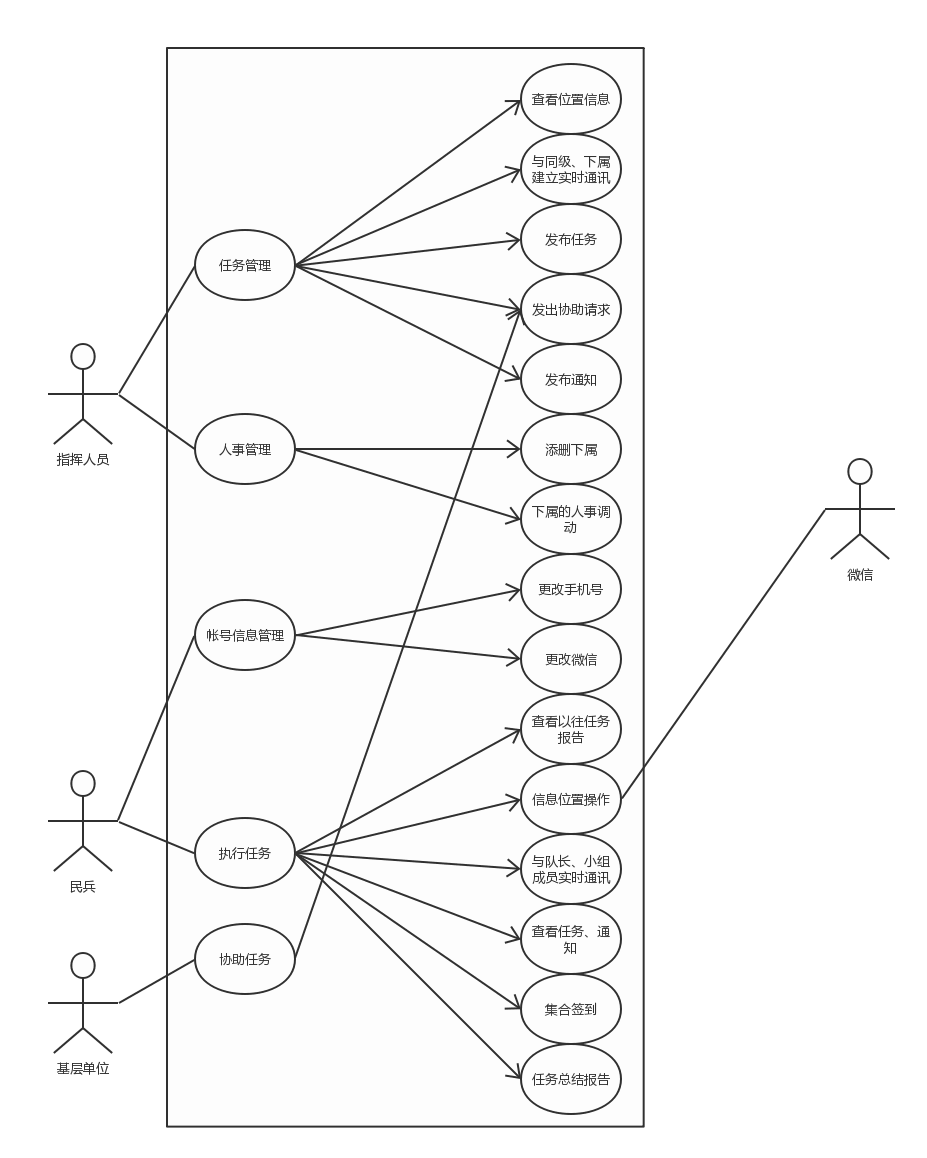 查看位置信息
与同级、下属
建立实时通讯
发布任务
任务管理
发出协助请求
发布通知
人事管理
添删下属
指挥人员
下属的人事调
动
微信
更改手机号
帐号信息管理
更改微信
查看以往任务
报告
信息位置操作
执行任务
与队长、小组
成员实时通讯
民兵
查看任务、通
知
协助任务
集合签到
基层单位
任务总结报告